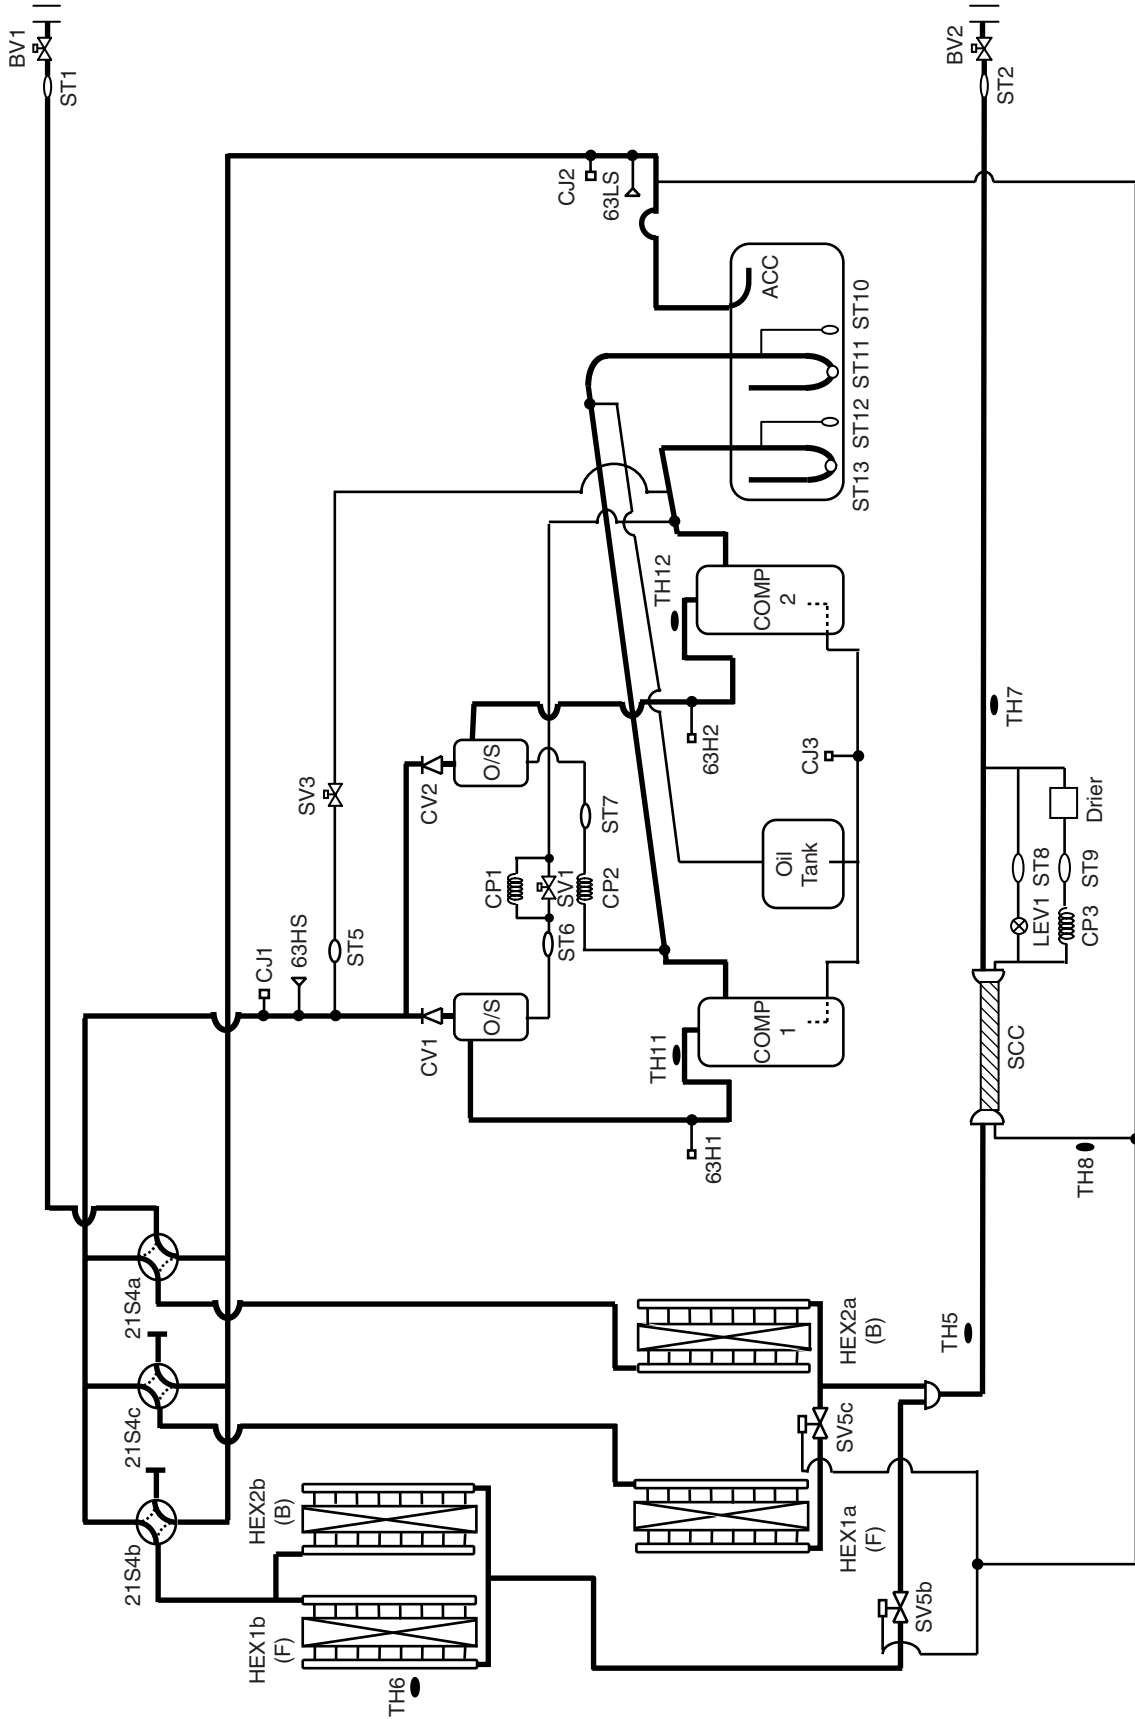 BV1
ST1
BV2
ST2
CJ2
63LS
ACC
ST10
ST11
ST12
ST13
TH12
COMP
2
SV3
CV2
O/S
63H2
CJ3
TH7
CP1
SV1
CP2
ST7
ST6
Oil
Tank
ST8
Drier
ST9
LEV1
CP3
CJ1
63HS
ST5
CV1
O/S
TH11
COMP
1
63H1
SCC
TH8
21S4a
21S4c
21S4b
HEX2a
(B)
TH5
SV5c
HEX2b
(B)
HEX1a
(F)
HEX1b
(F)
SV5b
TH6